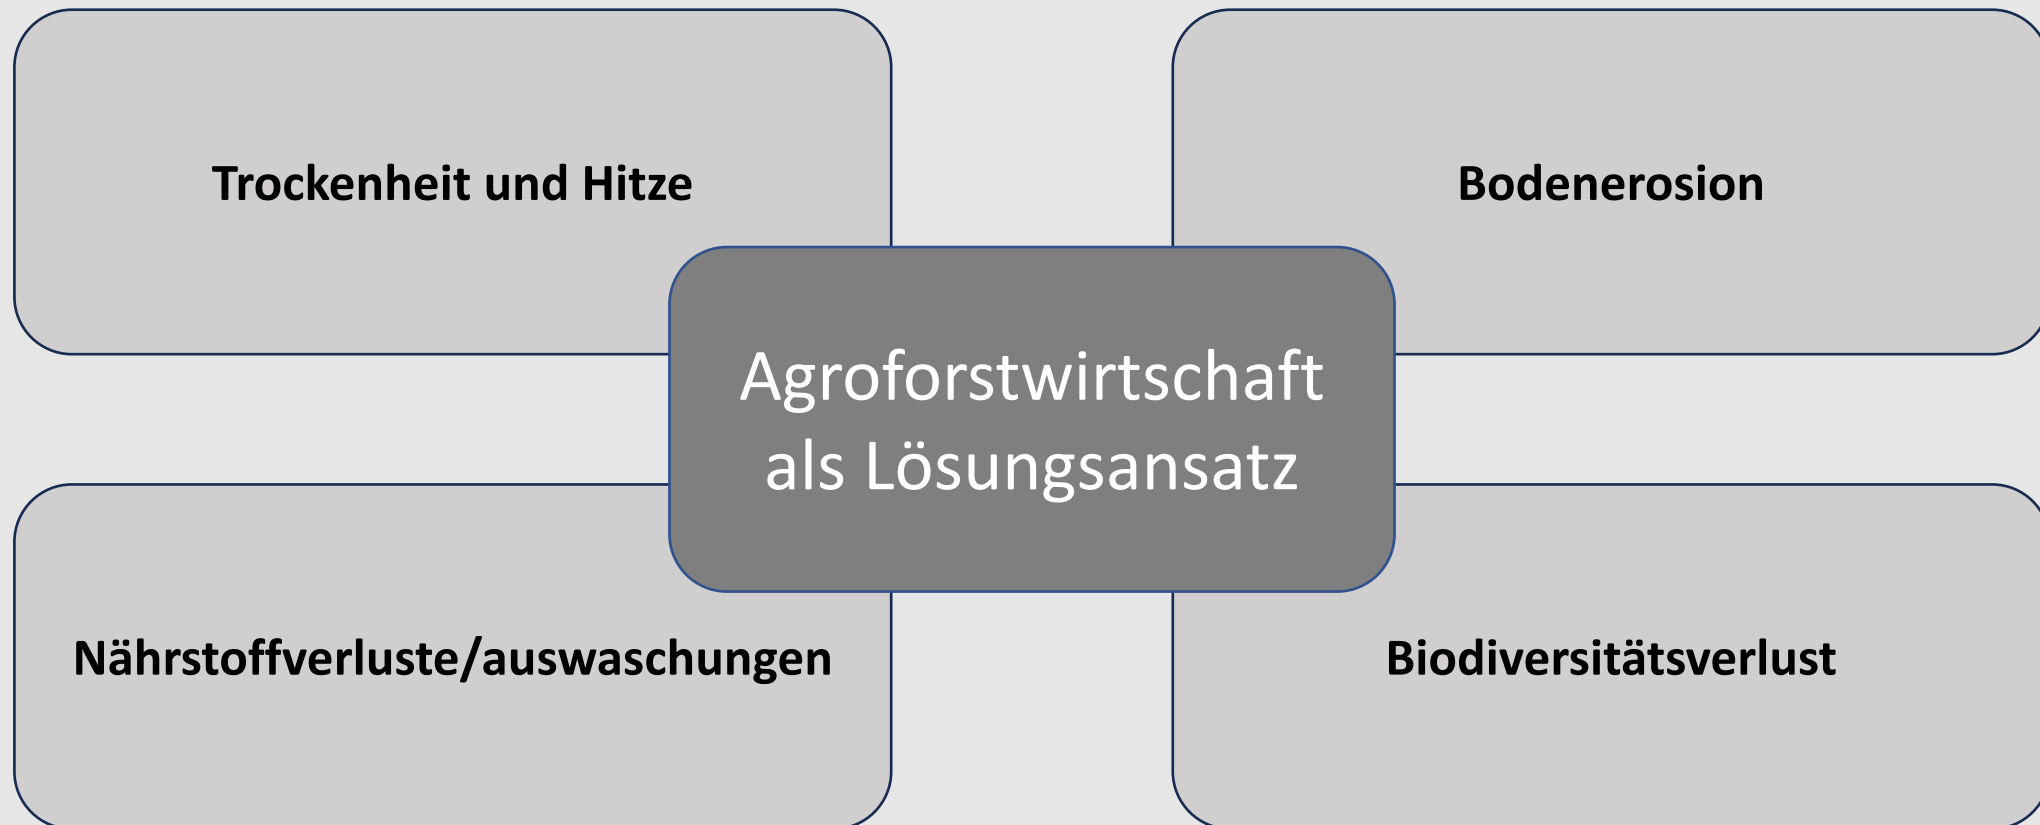 Trockenheit und Hitze
Bodenerosion
Agroforstwirtschaft
als Lösungsansatz
Nährstoffverluste/auswaschungen
Biodiversitätsverlust